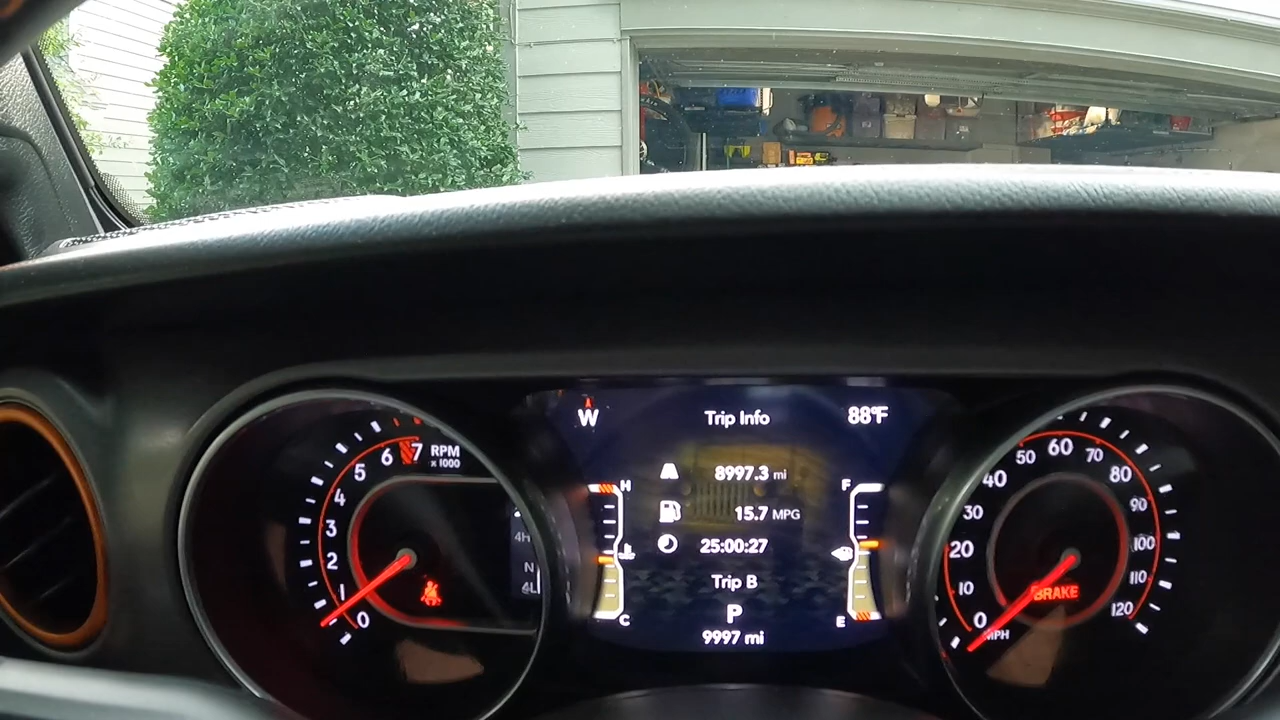 W
Trip Info
88°F
8997.3 mi
15.7 MPG
25:00:27
Trip B
P
9997 mi
H
C
F
E
0 1 2 3 4 5 6 7
RPM
x 1000
4H
N
4L
0 10 20 30 40 50 60 70 80 90 100 110 120
MPH
BRAKE